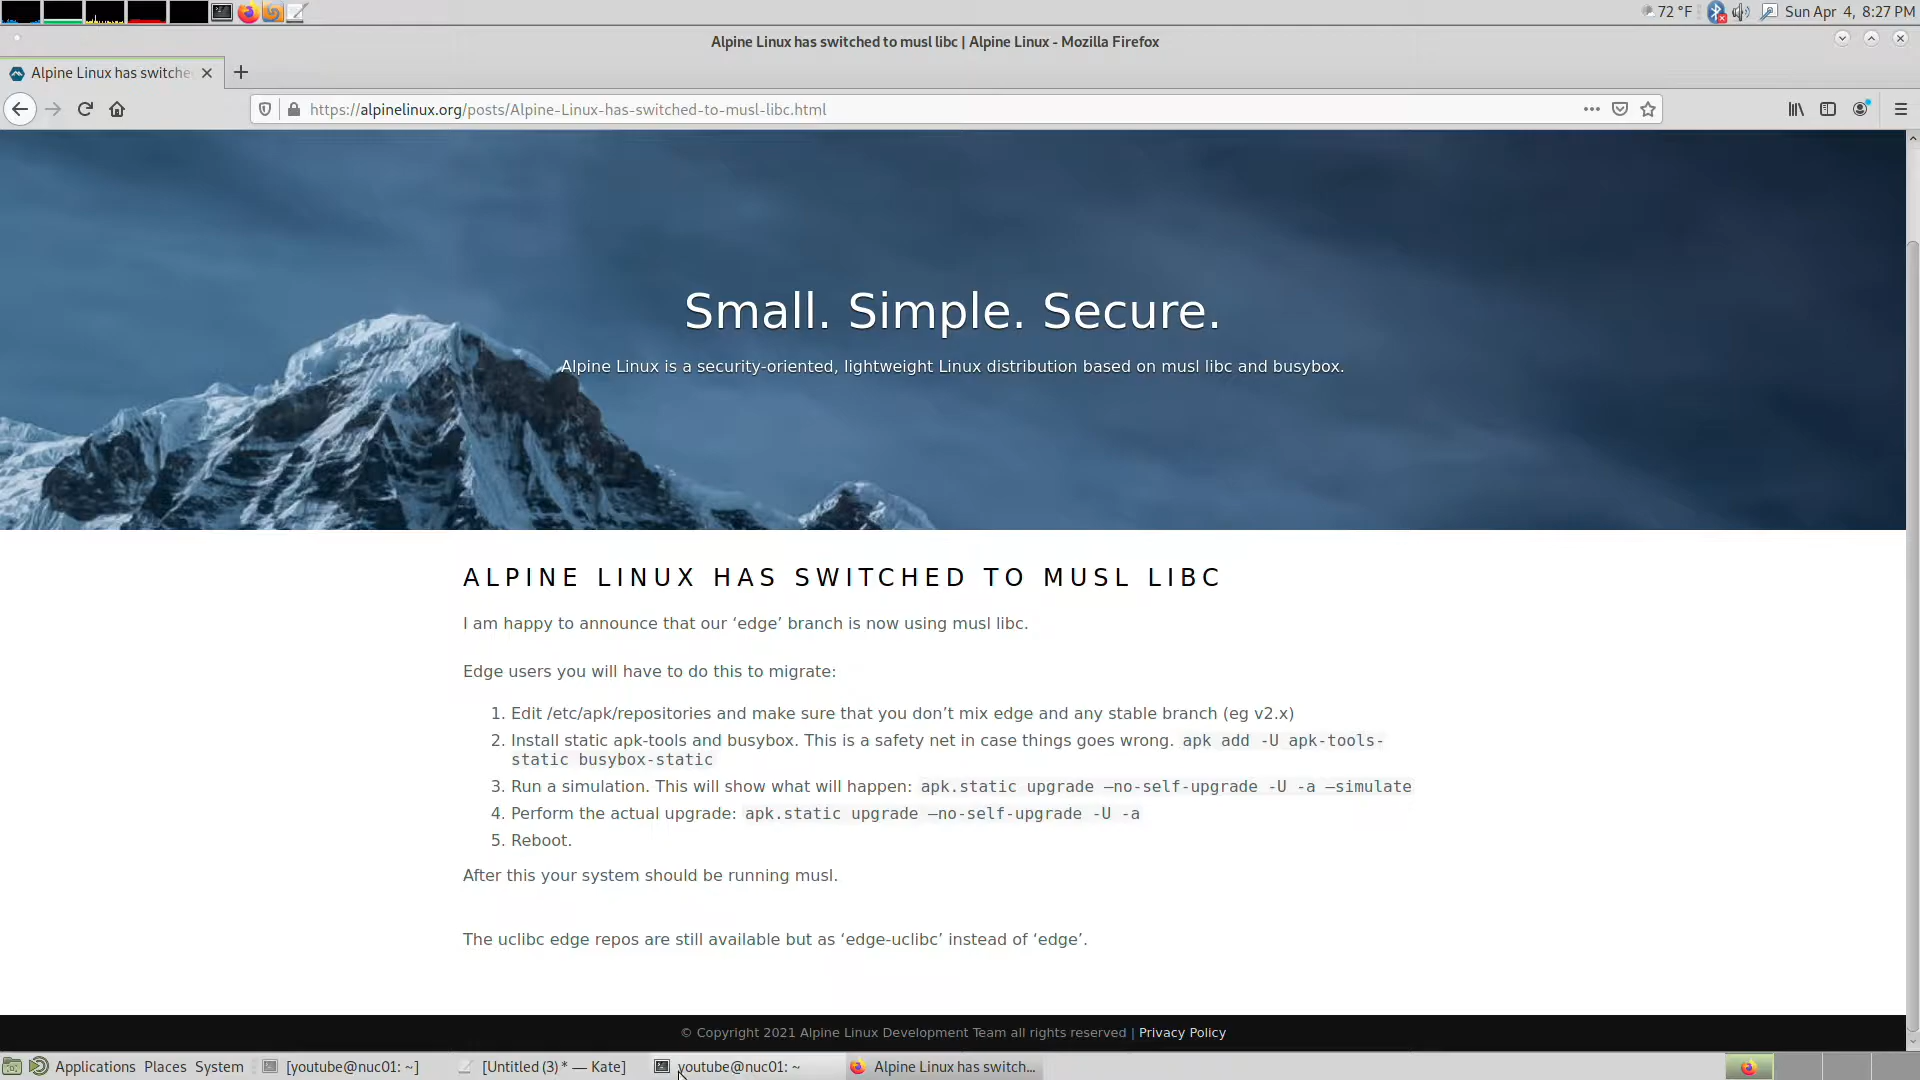 72 °F
Sun Apr 4, 8:27 PM
Alpine Linux has switched to musl libc | Alpine Linux - Mozilla Firefox
Alpine Linux has switche
https://alpinelinux.org/posts/Alpine-Linux-has-switched-to-musl-libc.html
Small. Simple. Secure.
Alpine Linux is a security-oriented, lightweight Linux distribution based on musl libc and busybox.
ALPINE LINUX HAS SWITCHED TO MUSL LIBC
I am happy to announce that our ‘edge’ branch is now using musl libc.
Edge users you will have to do this to migrate:
1. Edit /etc/apk/repositories and make sure that you don’t mix edge and any stable branch (eg v2.x)
2. Install static apk-tools and busybox. This is a safety net in case things goes wrong. apk add -U apk-tools-
static busybox-static
3. Run a simulation. This will show what will happen: apk.static upgrade –no-self-upgrade -U -a –simulate
4. Perform the actual upgrade: apk.static upgrade –no-self-upgrade -U -a
5. Reboot.
After this your system should be running musl.
The uclibc edge repos are still available but as ‘edge-uclibc’ instead of ‘edge’.
© Copyright 2021 Alpine Linux Development Team all rights reserved | Privacy Policy
Applications Places System [youtube@nuc01: ~] [Untitled (3) * — Kate] youtube@nuc01: ~ Alpine Linux has switch...